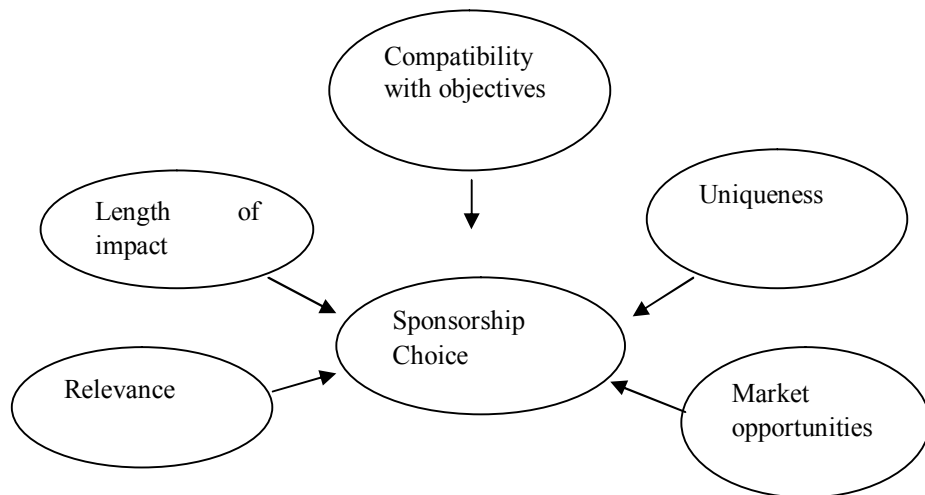 Compatibility
with objectives
Uniqueness
Length of
impact
Sponsorship
Choice
Relevance
Market
opportunities